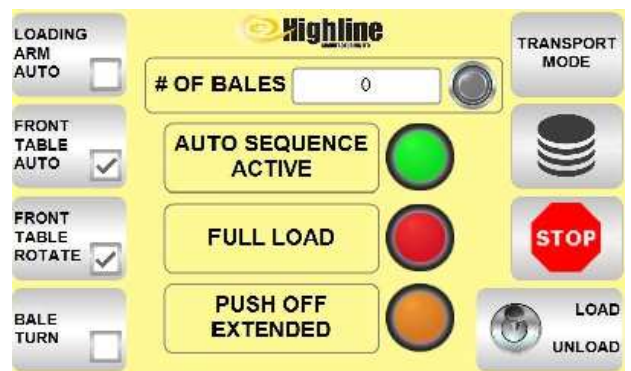 LOADING
ARM
AUTO
Highline
TRANSPORT
MODE
# OF BALES
0
FRONT
TABLE
AUTO
AUTO SEQUENCE
ACTIVE
FRONT
TABLE
ROTATE
FULL LOAD
STOP
BALE
TURN
PUSH OFF
EXTENDED
LOAD
UNLOAD